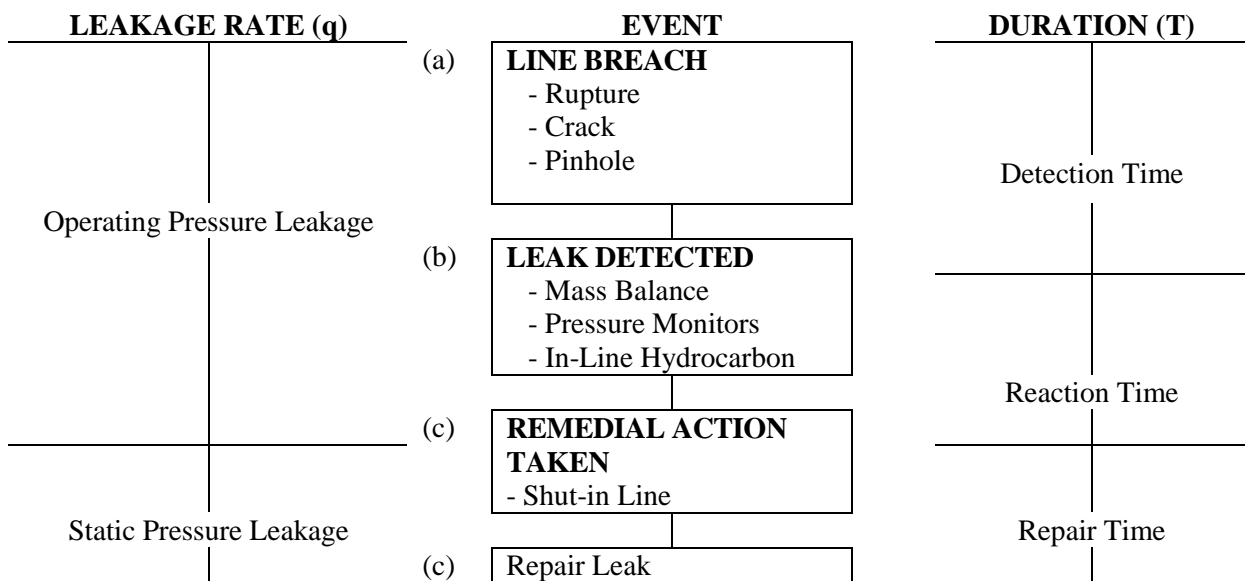 LEAKAGE RATE (q)
EVENT
DURATION (T)
(a)
LINE BREACH
- Rupture
- Crack
- Pinhole
Detection Time
Operating Pressure Leakage
(b)
LEAK DETECTED
- Mass Balance
- Pressure Monitors
- In-Line Hydrocarbon
Reaction Time
(c)
REMEDIAL ACTION
TAKEN
- Shut-in Line
Static Pressure Leakage
Repair Time
(c)
Repair Leak